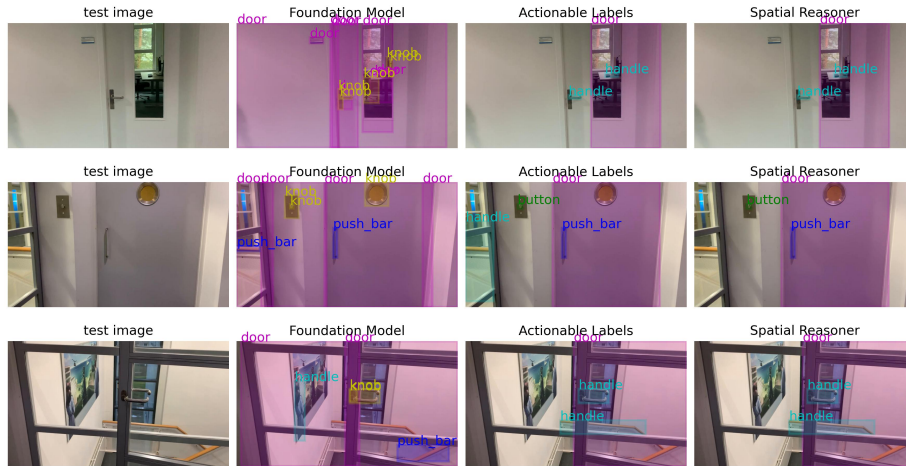 test image
Foundation Model
Actionable Labels
Spatial Reasoner
door
door
door
door
door
door
knob
knob
knob
knob
knob
door
handle
handle
door
handle
handle
test image
Foundation Model
Actionable Labels
Spatial Reasoner
door
door
door
knob
door
knob
knob
push_bar
push_bar
door
button
handle
push_bar
door
button
push_bar
test image
Foundation Model
Actionable Labels
Spatial Reasoner
door
door
handle
knob
push_bar
door
handle
handle
door
handle
handle